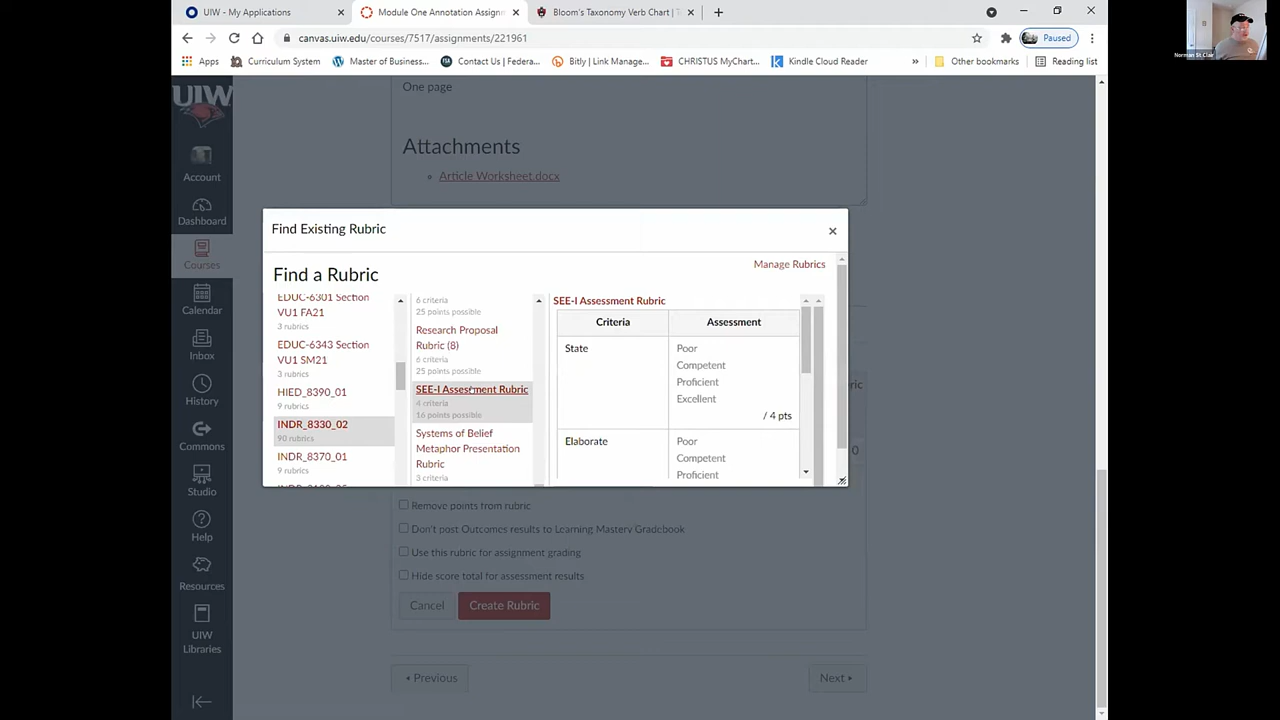 UIW - My Applications
Module One Annotation Assignm
Bloom's Taxonomy Verb Chart | T
canvas.uiw.edu/courses/7517/assignments/221961
Paused
Apps
Curriculum System
Master of Business...
Contact Us | Federa...
Bitly | Link Manage...
CHRISTUS MyChart...
Kindle Cloud Reader
»
Other bookmarks
Reading list
Norman St.Clair
UIW
Account
Dashboard
Courses
Calendar
Inbox
History
Commons
Studio
Help
Resources
UIW
Libraries
One page
Attachments
Article Worksheet.docx
Find Existing Rubric
Manage Rubrics
Find a Rubric
EDUC-6301 Section
VU1 FA21
3 rubrics
EDUC-6343 Section
VU1 SM21
3 rubrics
HIED_8390_01
9 rubrics
INDR_8330_02
90 rubrics
INDR_8370_01
9 rubrics
6 criteria
25 points possible
Research Proposal
Rubric (8)
6 criteria
25 points possible
SEE-I Assessment Rubric
4 criteria
16 points possible
Systems of Belief
Metaphor Presentation
Rubric
3 criteria
SEE-I Assessment Rubric
Criteria
Assessment
State
Poor
Competent
Proficient
Excellent
/ 4 pts
Elaborate
Poor
Competent
Proficient
Remove points from rubric
Don't post Outcomes results to Learning Mastery Gradebook
Use this rubric for assignment grading
Hide score total for assessment results
Cancel
Create Rubric
Previous
Next